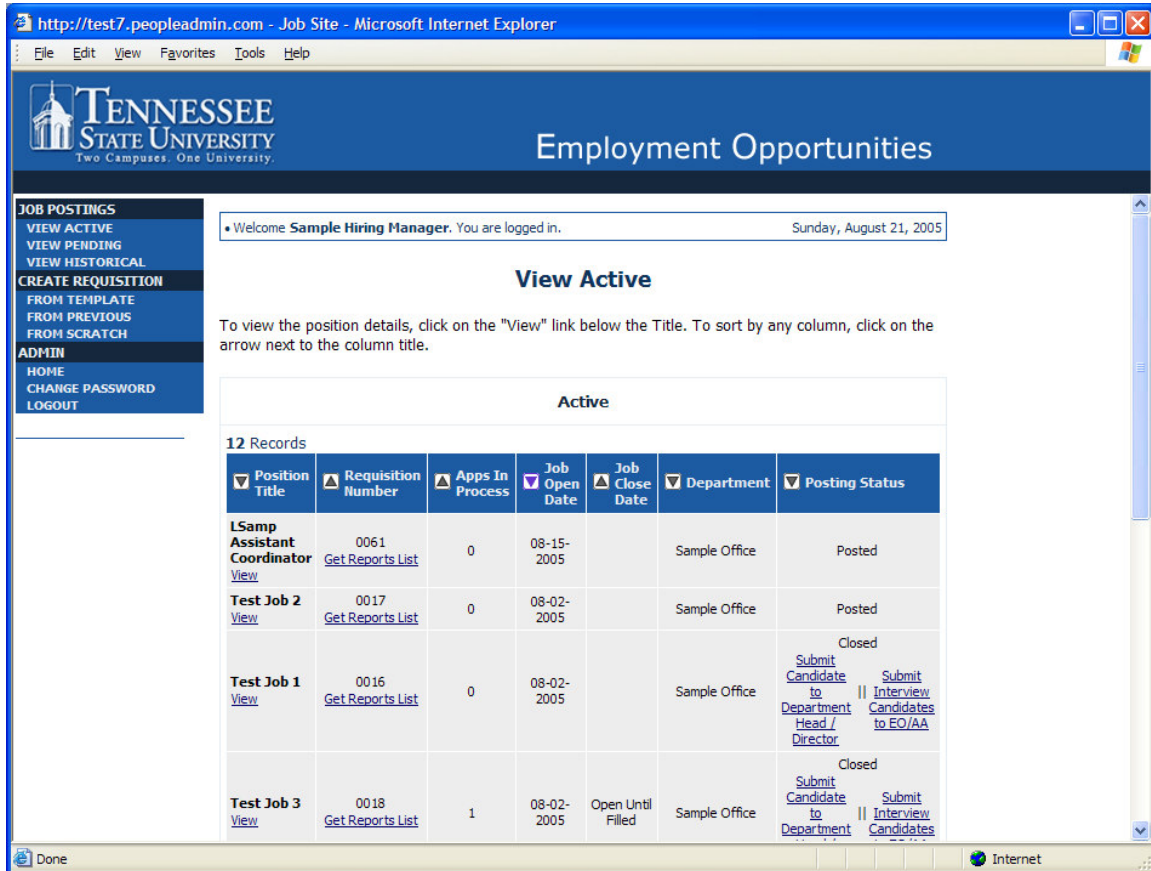 http://test7.peopleadmin.com - Job Site - Microsoft Internet Explorer
File Edit View Favorites Tools Help
TENNESSEE
STATE UNIVERSITY
Two Campuses. One University.
Employment Opportunities
JOB POSTINGS
VIEW ACTIVE
VIEW PENDING
VIEW HISTORICAL
CREATE REQUISITION
FROM TEMPLATE
FROM PREVIOUS
FROM SCRATCH
ADMIN
HOME
CHANGE PASSWORD
LOGOUT
• Welcome Sample Hiring Manager. You are logged in. Sunday, August 21, 2005
View Active
To view the position details, click on the "View" link below the Title. To sort by any column, click on the
arrow next to the column title.
Active
12 Records
Position Title Requisition Number Apps In Process Job Open Date Job Close Date Department Posting Status
LSamp
Assistant
Coordinator
View
0061
Get Reports List
0
08-15-
2005
Sample Office
Posted
Test Job 2
View
0017
Get Reports List
0
08-02-
2005
Sample Office
Posted
Test Job 1
View
0016
Get Reports List
0
08-02-
2005
Sample Office
Closed
Submit
Candidate
to
Department
Head /
Director
||
Submit
Interview
Candidates
to EO/AA
Test Job 3
View
0018
Get Reports List
1
08-02-
2005
Open Until
Filled
Sample Office
Closed
Submit
Candidate
to
Department
||
Submit
Interview
Candidates
Done
Internet